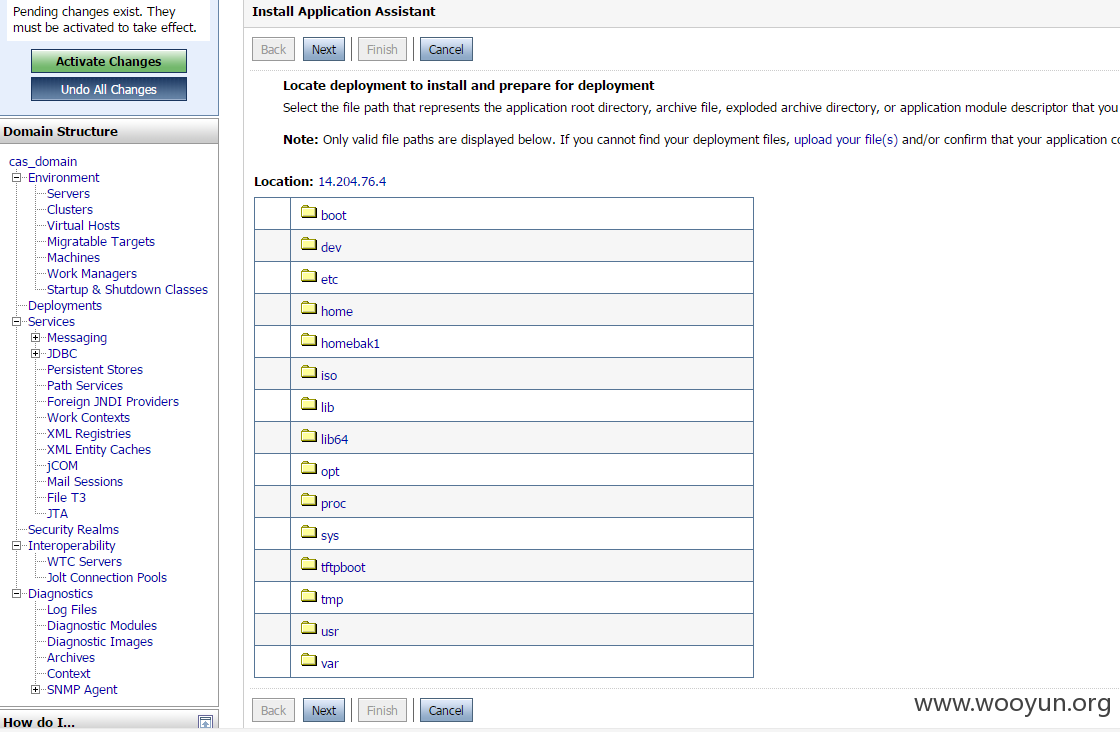 Pending changes exist. They
must be activated to take effect.
Activate Changes
Undo All Changes
Domain Structure
cas_domain
Environment
Servers
Clusters
Virtual Hosts
Migratable Targets
Machines
Work Managers
Startup & Shutdown Classes
Deployments
Services
Messaging
JDBC
Persistent Stores
Path Services
Foreign JNDI Providers
Work Contexts
XML Registries
XML Entity Caches
jCOM
Mail Sessions
File T3
JTA
Security Realms
Interoperability
WTC Servers
Jolt Connection Pools
Diagnostics
Log Files
Diagnostic Modules
Diagnostic Images
Archives
Context
SNMP Agent
How do I...
Install Application Assistant
Back Next Finish Cancel
Locate deployment to install and prepare for deployment
Select the file path that represents the application root directory, archive file, exploded archive directory, or application module descriptor that you
Note: Only valid file paths are displayed below. If you cannot find your deployment files, upload your file(s) and/or confirm that your application co
Location: 14.204.76.4
boot
dev
etc
home
homebak1
iso
lib
lib64
opt
proc
sys
tftpboot
tmp
usr
var
Back Next Finish Cancel
www.wooyun.org